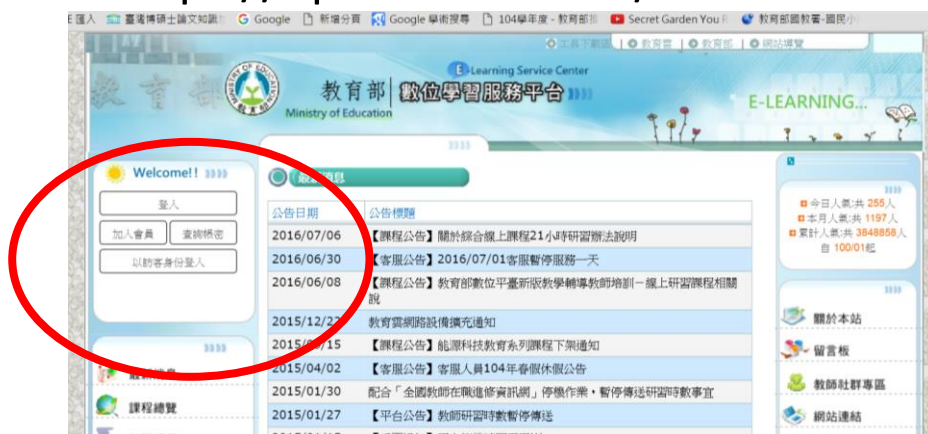 匯入 臺灣博碩士論文知識 Google 新增分頁 Google 學術搜尋 104學年度 - 教育部 Secret Garden You 教育部國教署-國民小
工具下載區 | 教育雲 | 教育部 | 網站導覽
教育部
E-Learning Service Center
教育部 數位學習服務平台
Ministry of Education
E-LEARNING...
Welcome!!
登入
加入會員 查詢帳密
以訪客身份登入
最新消息
公告日期 公告標題
2016/07/06 【課程公告】關於綜合線上課程21小時研習辦法說明
2016/06/30 【客服公告】2016/07/01客服暫停服務一天
2016/06/08 【課程公告】教育部數位平臺新版教學輔導教師培訓－線上研習課程相關說
2015/12/22 教育雲網路設備擴充通知
15 【課程公告】能源科技教育系列課程下架通知
2015/04/02 【客服公告】客服人員104年春假休假公告
2015/01/30 配合「全國教師在職進修資訊網」停機作業，暫停傳送研習時數事宜
2015/01/27 【平台公告】教師研習時數暫停傳送
今日人氣:共 255人
本月人氣:共 1197人
累計人氣:共 3848858人
自 100/01起
關於本站
留言板
教師社群專區
網站連結
課程總覽